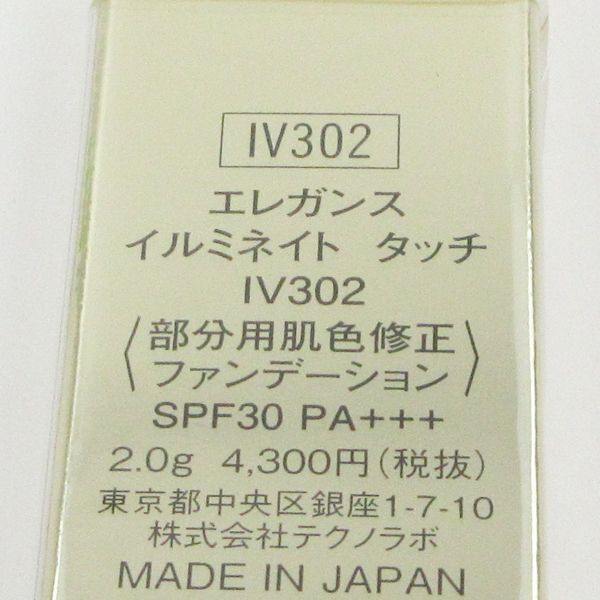 IV302
エレガンス
イルミネイト タッチ
IV302
〈部分用肌色修正
ファンデーション〉
SPF30 PA+++
2.0g 4,300円(税抜)
東京都中央区銀座1-7-10
株式会社テクノラボ
MADE IN JAPAN